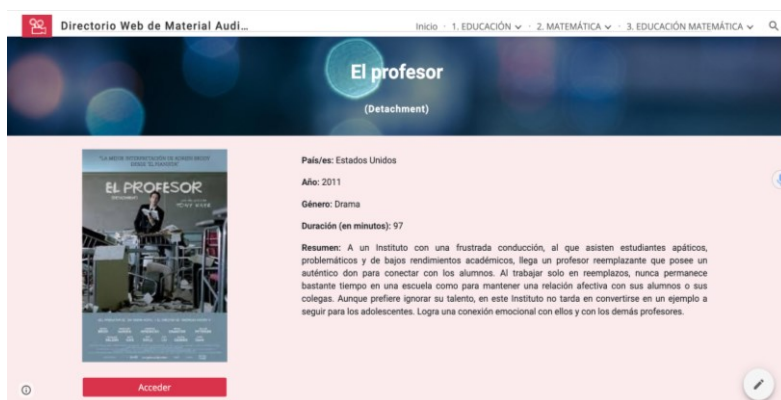 Directorio Web de Material Audi...
Inicio · 1. EDUCACIÓN · 2. MATEMÁTICA · 3. EDUCACIÓN MATEMÁTICA
El profesor
(Detachment)
EL PROFESOR
(DETACHMENT)
TONY KAYE
País/es: Estados Unidos
Año: 2011
Género: Drama
Duración (en minutos): 97
Resumen: A un Instituto con una frustrada conducción, al que asisten estudiantes apáticos,
problemáticos y de bajos rendimientos académicos, llega un profesor reemplazante que posee un
auténtico don para conectar con los alumnos. Al trabajar solo en reemplazos, nunca permanece
bastante tiempo en una escuela como para mantener una relación afectiva con sus alumnos o sus
colegas. Aunque prefiere ignorar su talento, en este Instituto no tarda en convertirse en un ejemplo a
seguir para los adolescentes. Logra una conexión emocional con ellos y con los demás profesores.
Acceder